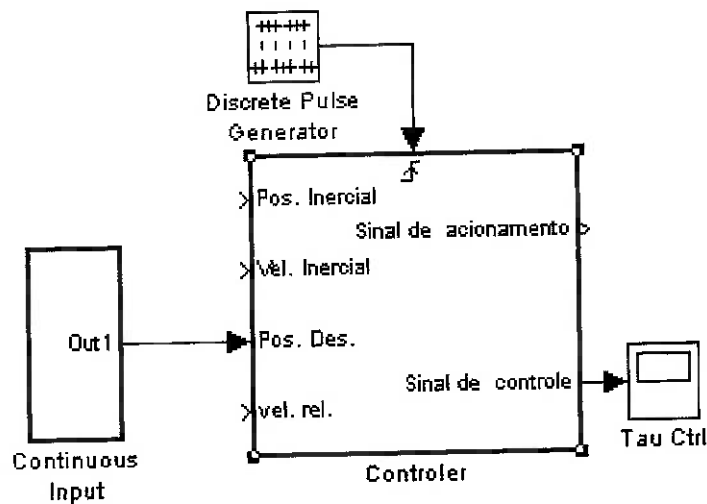 Discrete Pulse
Generator
Pos. Inercial
Sinal de acionamento
Vel. Inercial
Out1
Pos. Des.
Sinal de controle
vel. rel.
Tau Ctrl
Controler
Continuous
Input